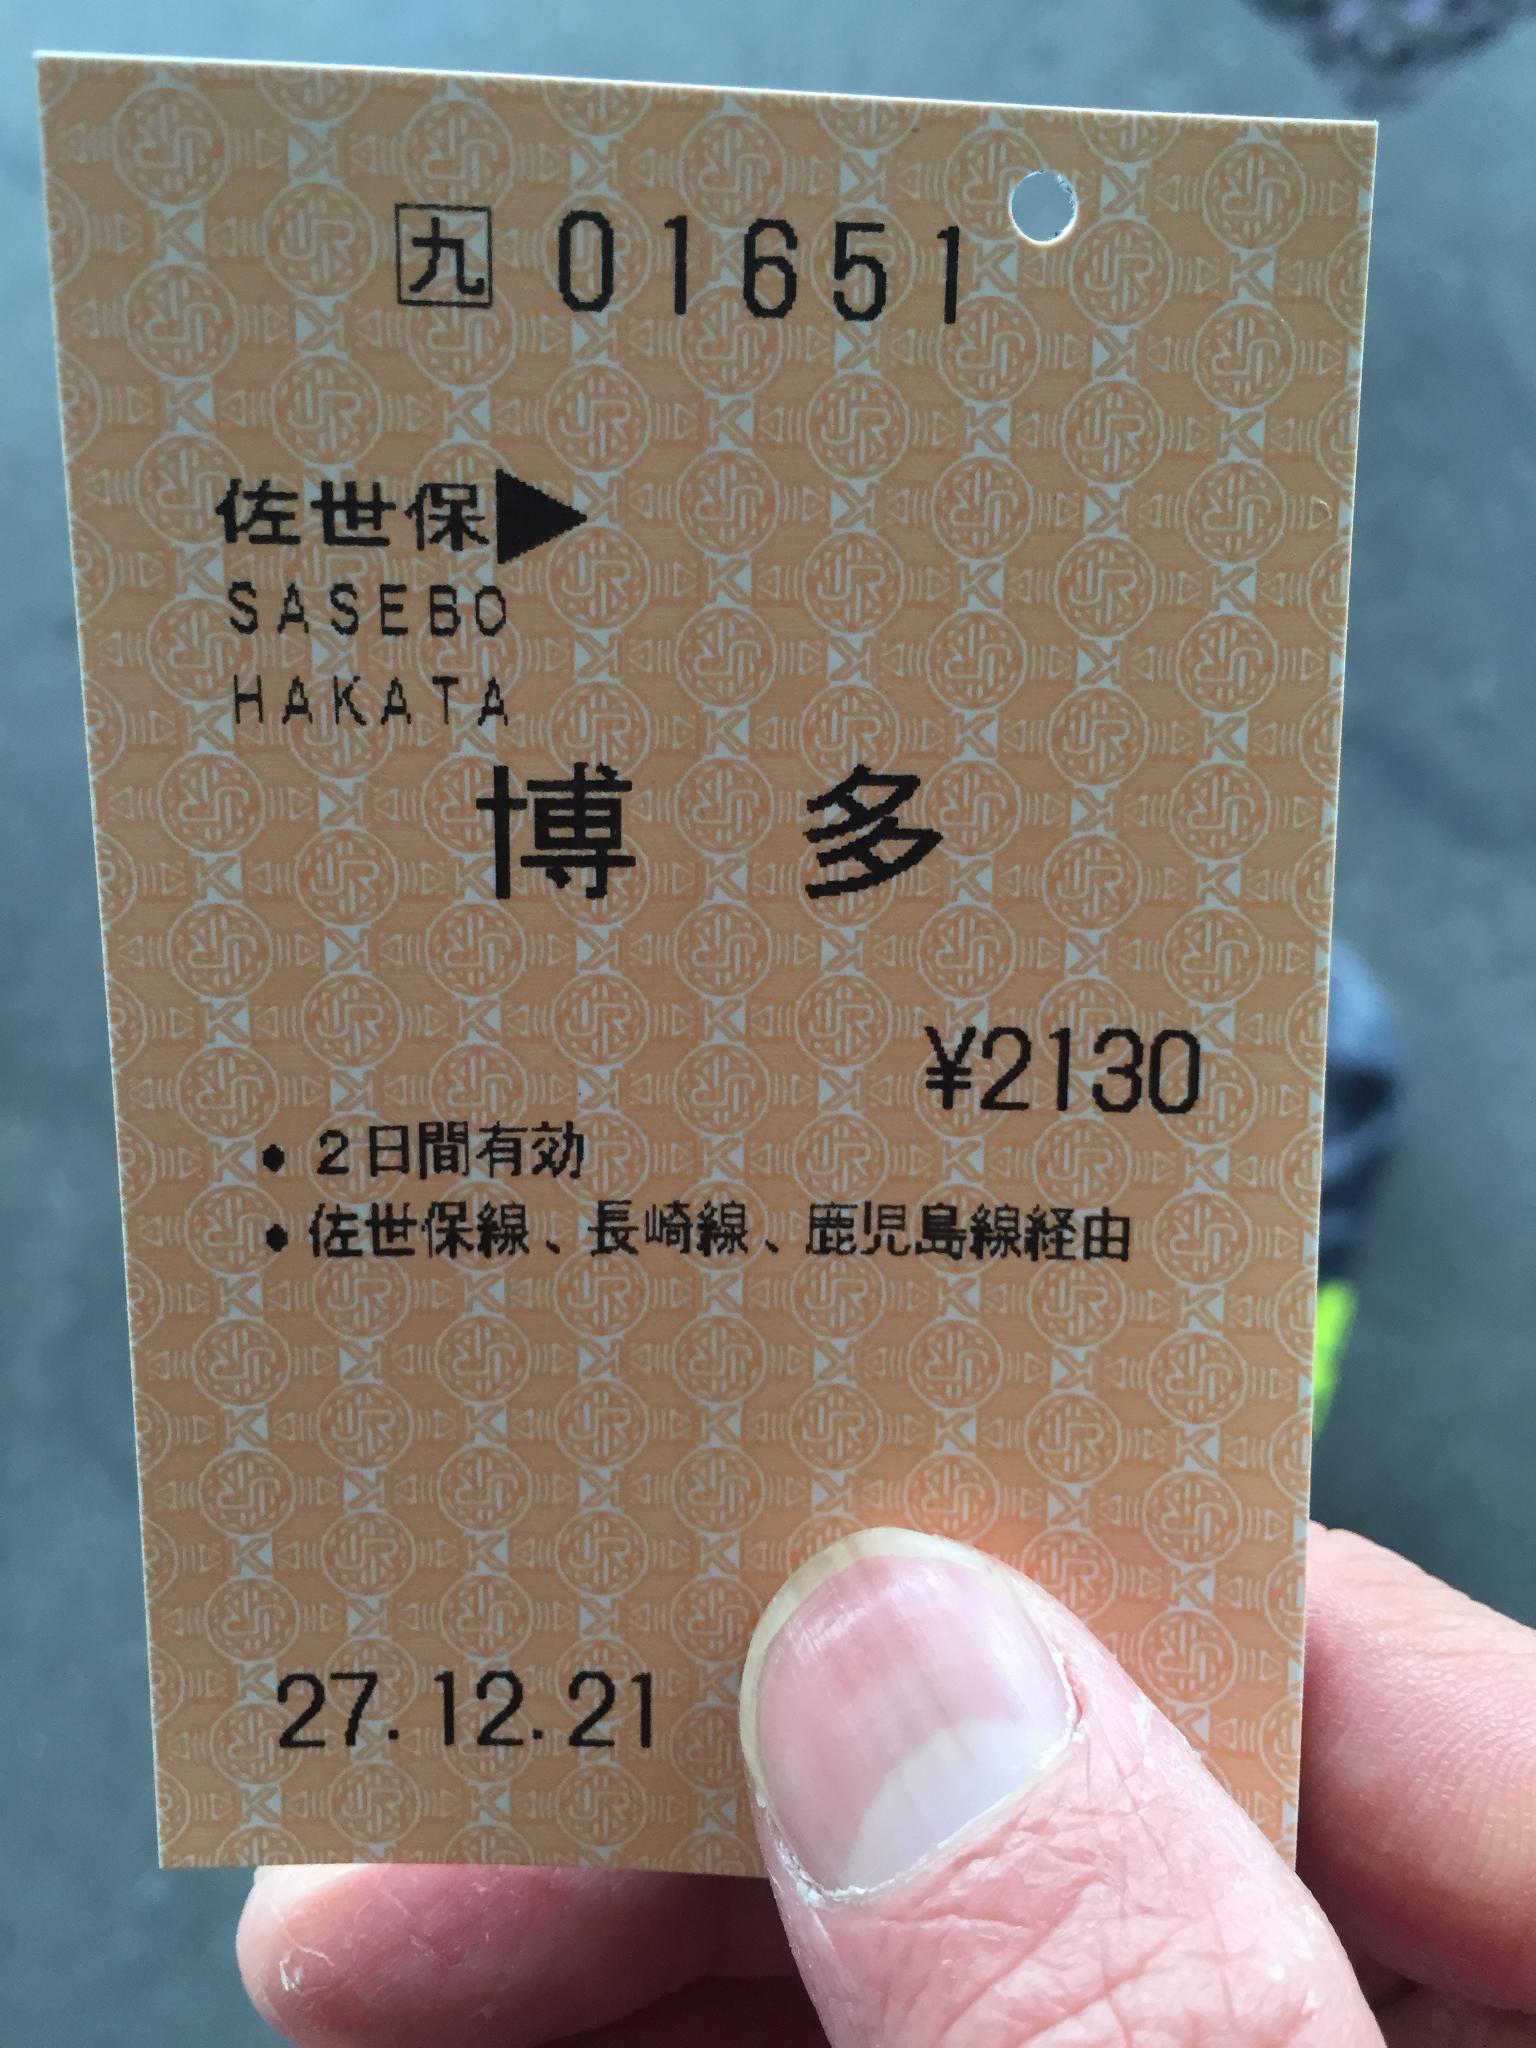 九 01651
佐世保▶
SASEBO
HAKATA
博 多
¥2130
• 2日間有効
• 佐世保線、長崎線、鹿児島線経由
27.12.21